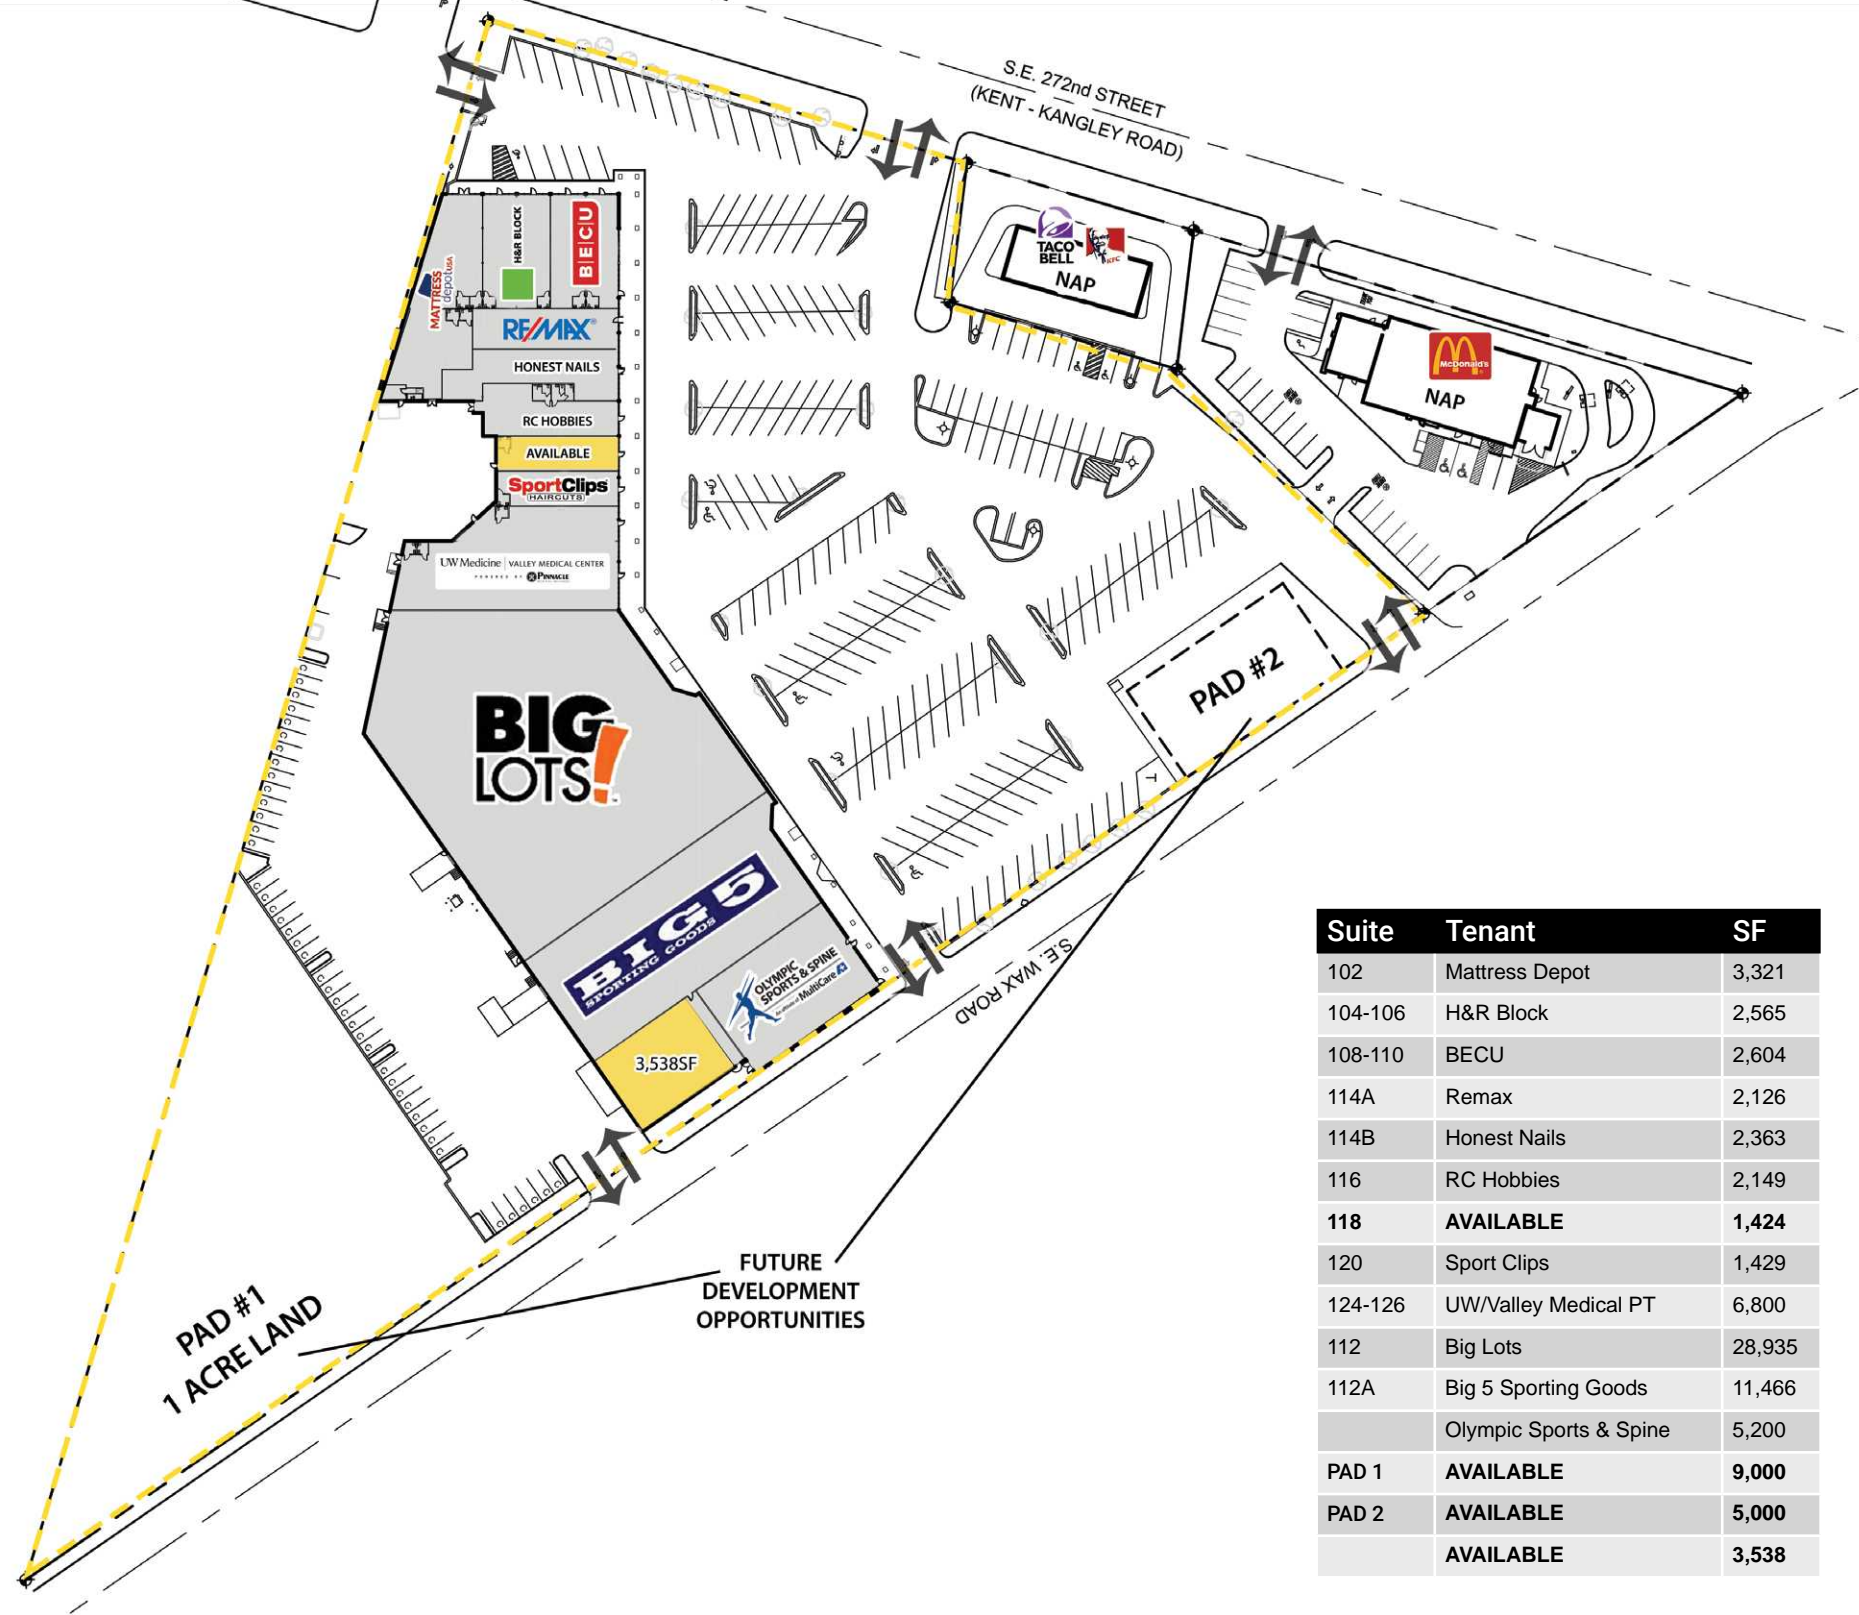 S.E. 272nd STREET
(KENT - KANGLEY ROAD)
MATTRESS
depot USA
H&R BLOCK
BECU
RE/MAX
HONEST NAILS
RC HOBBIES
AVAILABLE
SportClips
HAIRCUTS
UW Medicine | VALLEY MEDICAL CENTER
POWERED BY PINNACLE
TACO
BELL
KFC
NAP
McDonald's
NAP
BIG
LOTS!
PAD #2
BIG 5
SPORTING GOODS
OLYMPIC
SPORTS & SPINE
MultiCare
3,538SF
S.E. WAX ROAD
FUTURE
DEVELOPMENT
OPPORTUNITIES
PAD #1
1 ACRE LAND
Suite Tenant SF
102 Mattress Depot 3,321
104-106 H&R Block 2,565
108-110 BECU 2,604
114A Remax 2,126
114B Honest Nails 2,363
116 RC Hobbies 2,149
118 AVAILABLE 1,424
120 Sport Clips 1,429
124-126 UW/Valley Medical PT 6,800
112 Big Lots 28,935
112A Big 5 Sporting Goods 11,466
Olympic Sports & Spine 5,200
PAD 1 AVAILABLE 9,000
PAD 2 AVAILABLE 5,000
AVAILABLE 3,538